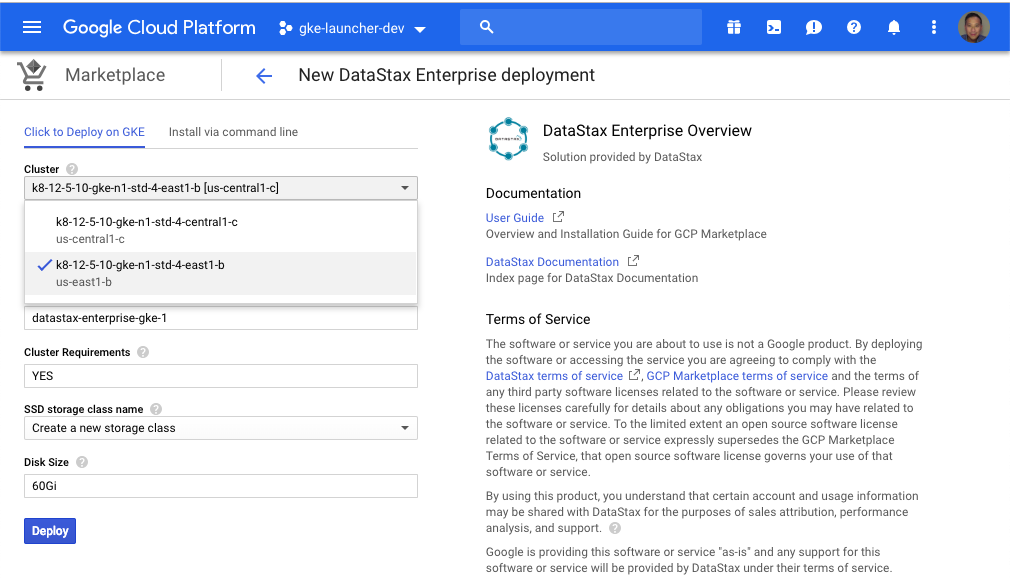 Google Cloud Platform
gke-launcher-dev
Marketplace
New DataStax Enterprise deployment
Click to Deploy on GKE
Install via command line
Cluster
k8-12-5-10-gke-n1-std-4-east1-b [us-central1-c]
k8-12-5-10-gke-n1-std-4-central1-c
us-central1-c
k8-12-5-10-gke-n1-std-4-east1-b
us-east1-b
datastax-enterprise-gke-1
Cluster Requirements
YES
SSD storage class name
Create a new storage class
Disk Size
60Gi
Deploy
DATASTAX
DataStax Enterprise Overview
Solution provided by DataStax
Documentation
User Guide
Overview and Installation Guide for GCP Marketplace
DataStax Documentation
Index page for DataStax Documentation
Terms of Service
The software or service you are about to use is not a Google product. By deploying
the software or accessing the service you are agreeing to comply with the
DataStax terms of service , GCP Marketplace terms of service and the terms of
any third party software licenses related to the software or service. Please review
these licenses carefully for details about any obligations you may have related to
the software or service. To the limited extent an open source software license
related to the software or service expressly supersedes the GCP Marketplace
Terms of Service, that open source software license governs your use of that
software or service.
By using this product, you understand that certain account and usage information
may be shared with DataStax for the purposes of sales attribution, performance
analysis, and support.
Google is providing this software or service "as-is" and any support for this
software or service will be provided by DataStax under their terms of service.